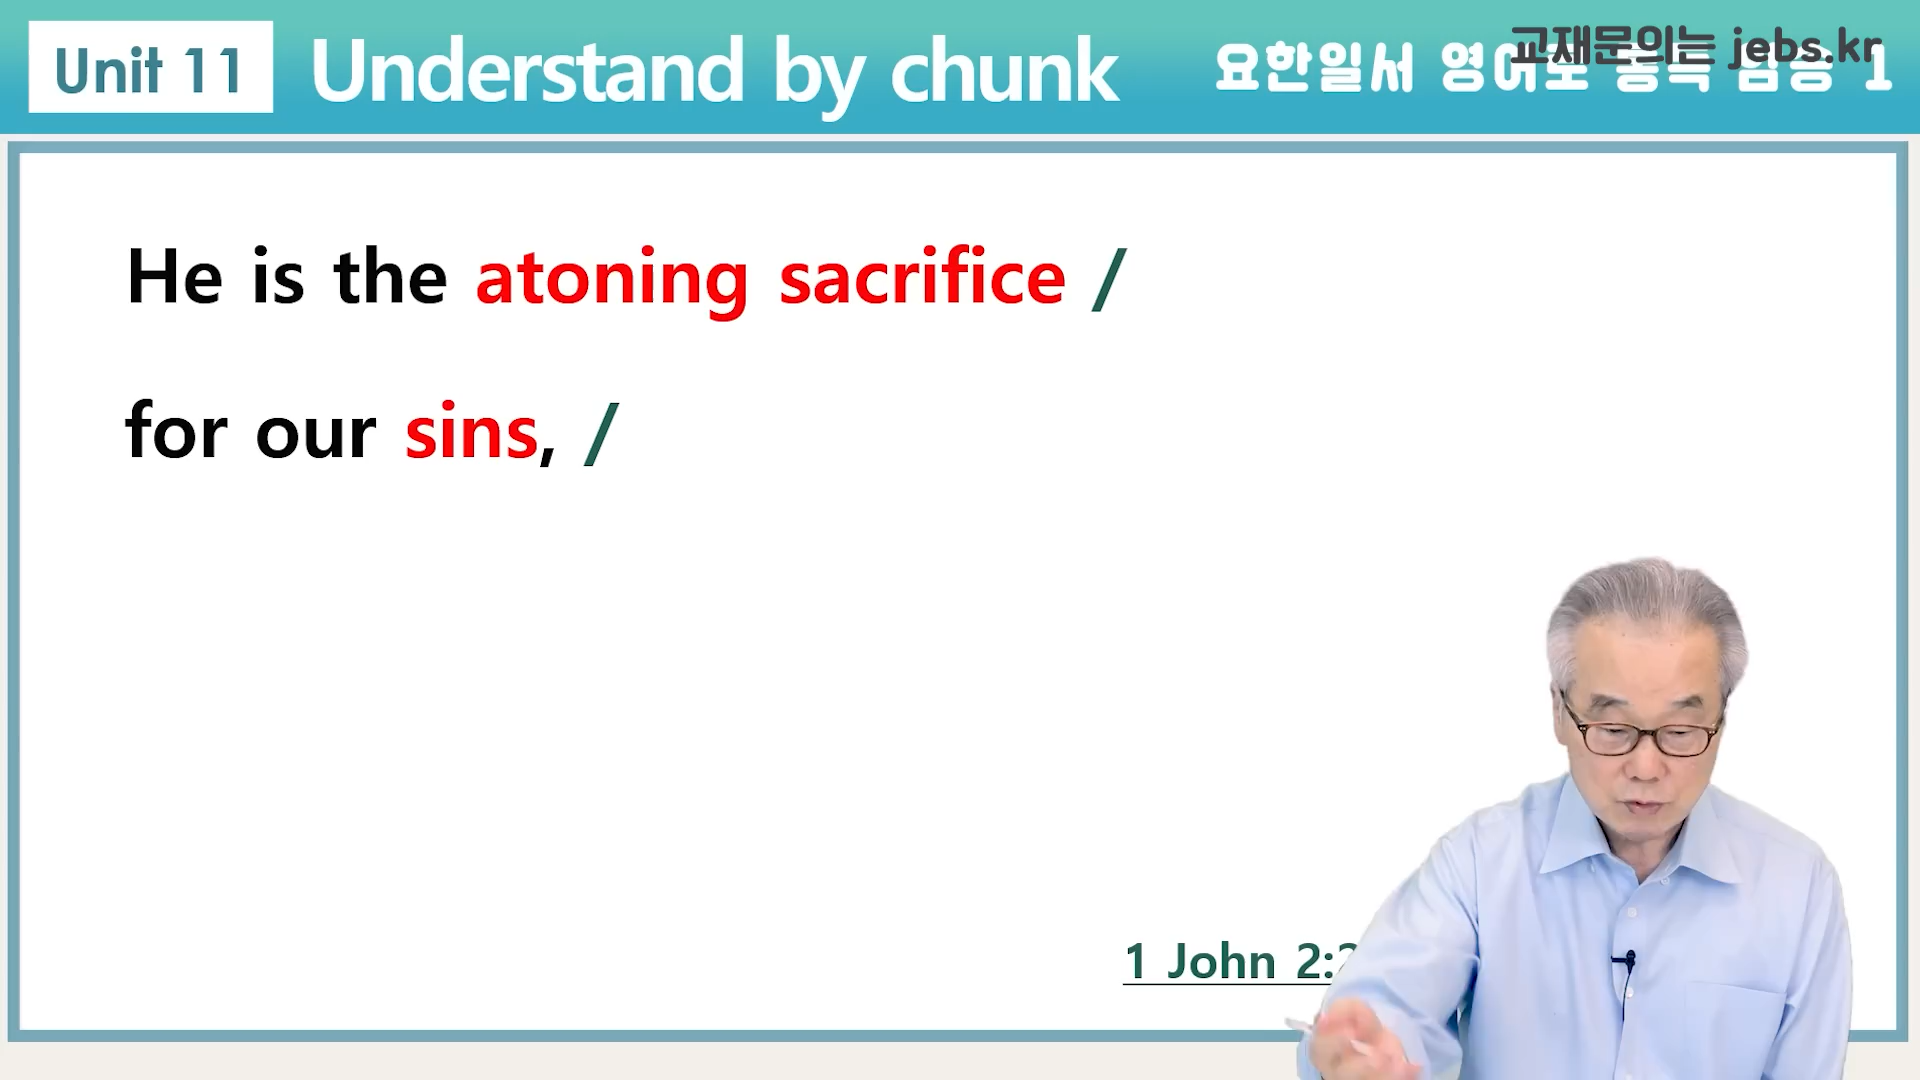 Unit 11
Understand by chunk
요한일서 영어로 통독 암송 1
교재문의는 jebs.kr
He is the atoning sacrifice /
for our sins, /
1 John 2:2